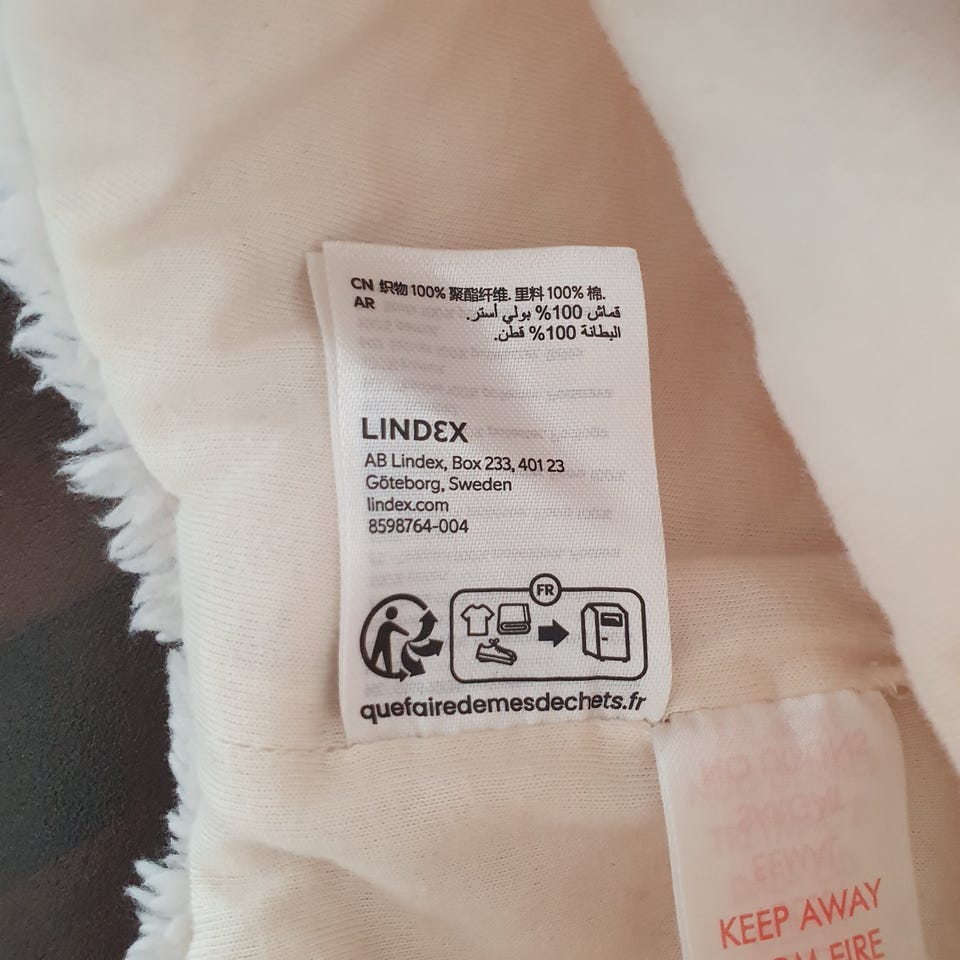 CN 织物 100% 聚酯纤维. 里料 100% 棉.
AR
قماش 100% بولي أستر.
البطانة 100% قطن.
LINDEX
AB Lindex, Box 233, 401 23
Göteborg, Sweden
lindex.com
8598764-004
FR
quefairedemesdechets.fr
KEEP AWAY
FIRE